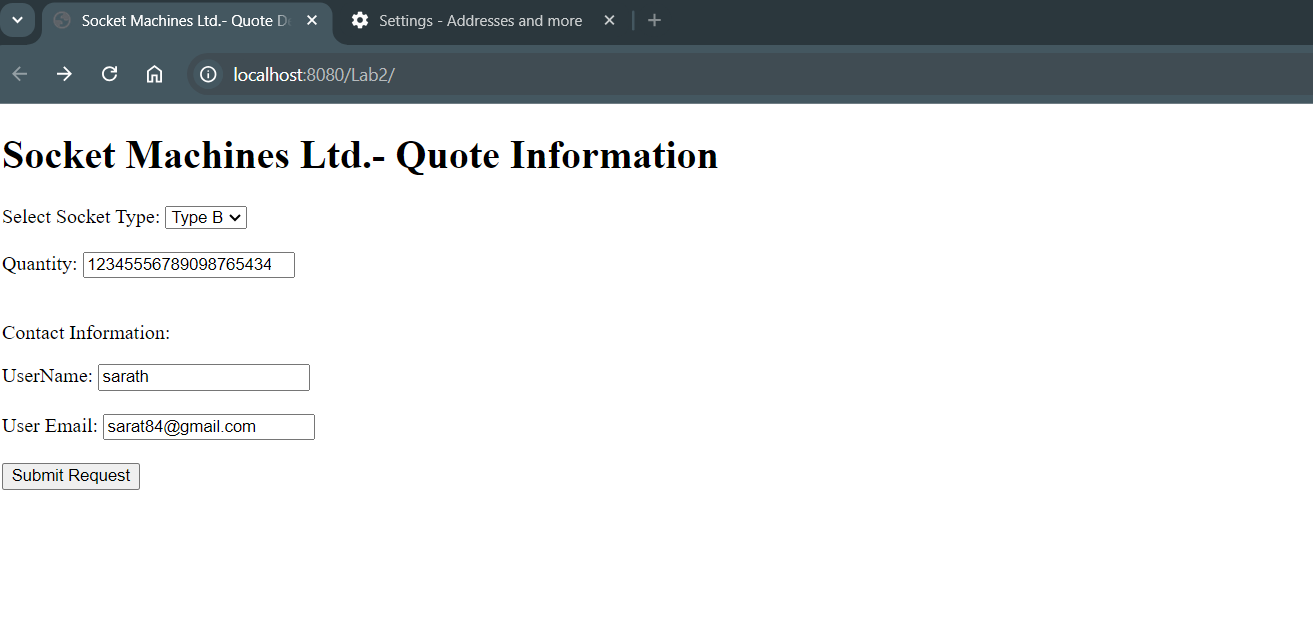 Socket Machines Ltd.- Quote D
Settings - Addresses and more
localhost:8080/Lab2/
Socket Machines Ltd.- Quote Information
Select Socket Type: Type B
Quantity: 12345556789098765434
Contact Information:
UserName: sarath
User Email: sarat84@gmail.com
Submit Request